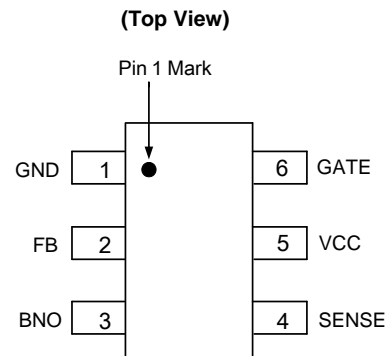 (Top View)
Pin 1 Mark
GND 1 6 GATE
FB 2 5 VCC
BNO 3 4 SENSE